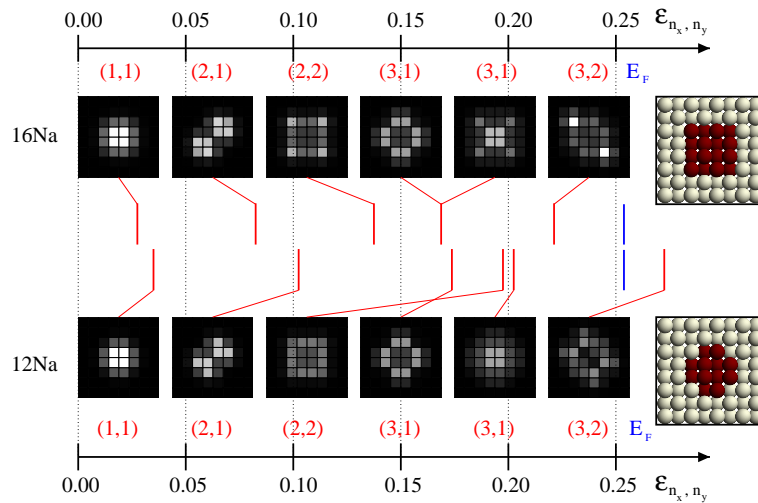 0.00 0.05 0.10 0.15 0.20 0.25 ε_{n_x, n_y}
(1,1) (2,1) (2,2) (3,1) (3,1) (3,2) E_F
16Na
12Na
(1,1) (2,1) (2,2) (3,1) (3,1) (3,2) E_F
0.00 0.05 0.10 0.15 0.20 0.25 ε_{n_x, n_y}